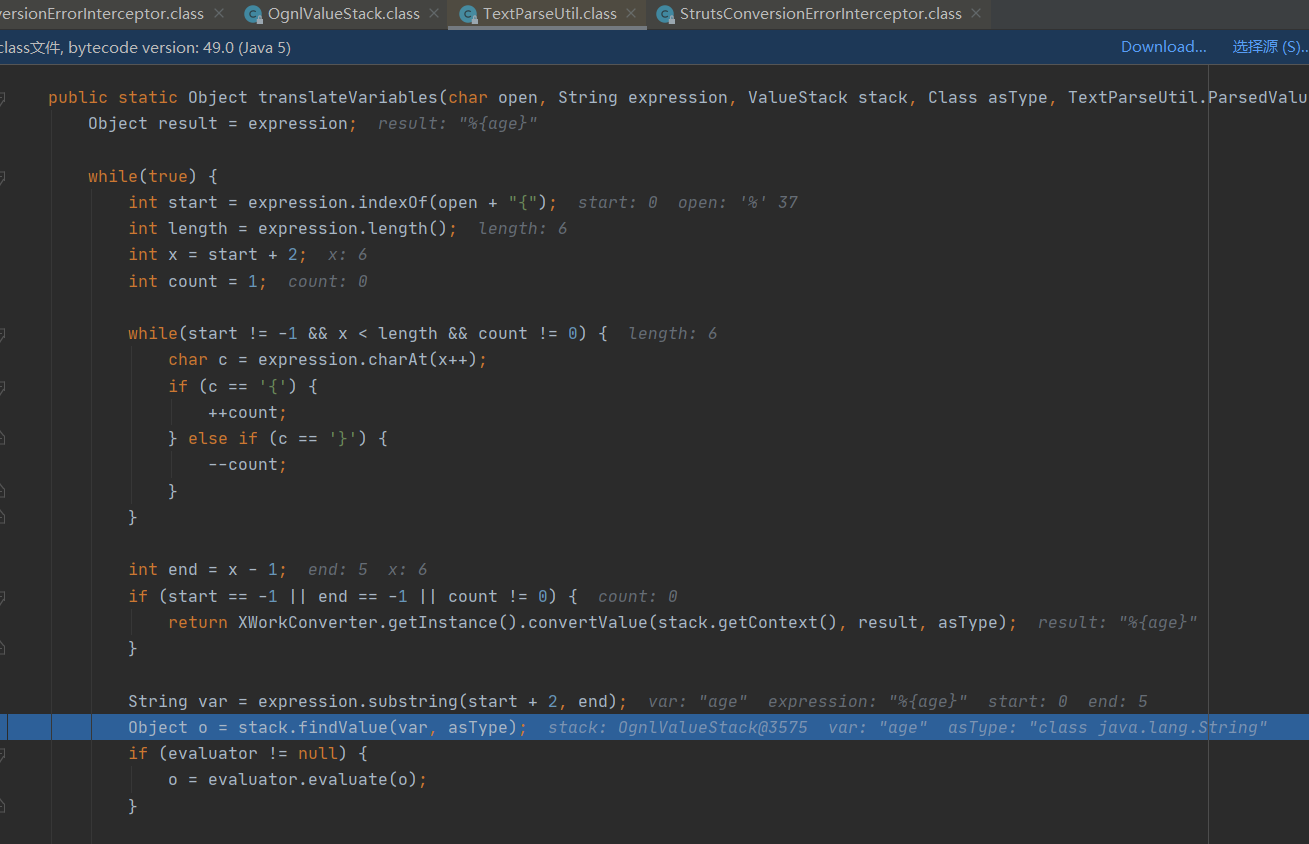 ersionErrorInterceptor.class × OgnlValueStack.class × TextParseUtil.class × StrutsConversionErrorInterceptor.class ×
class文件, bytecode version: 49.0 (Java 5) Download... 选择源 (S)..
public static Object translateVariables(char open, String expression, ValueStack stack, Class asType, TextParseUtil.ParsedValu
Object result = expression; result: "%{age}"
while(true) {
int start = expression.indexOf(open + "{"); start: 0 open: '%' 37
int length = expression.length(); length: 6
int x = start + 2; x: 6
int count = 1; count: 0
while(start != -1 && x < length && count != 0) { length: 6
char c = expression.charAt(x++);
if (c == '{') {
++count;
} else if (c == '}') {
--count;
}
}
int end = x - 1; end: 5 x: 6
if (start == -1 || end == -1 || count != 0) { count: 0
return XWorkConverter.getInstance().convertValue(stack.getContext(), result, asType); result: "%{age}"
}
String var = expression.substring(start + 2, end); var: "age" expression: "%{age}" start: 0 end: 5
Object o = stack.findValue(var, asType); stack: OgnlValueStack@3575 var: "age" asType: "class java.lang.String"
if (evaluator != null) {
o = evaluator.evaluate(o);
}